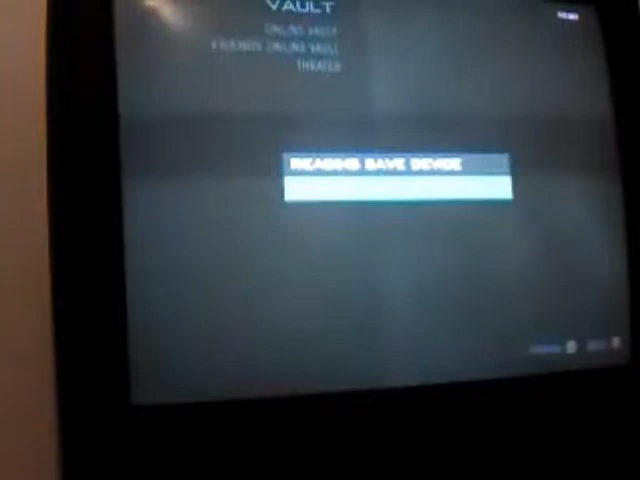 VAULT
ONLINE VAULT
FRIENDS ONLINE VAULT
THEATER
READING SAVE DEVICE